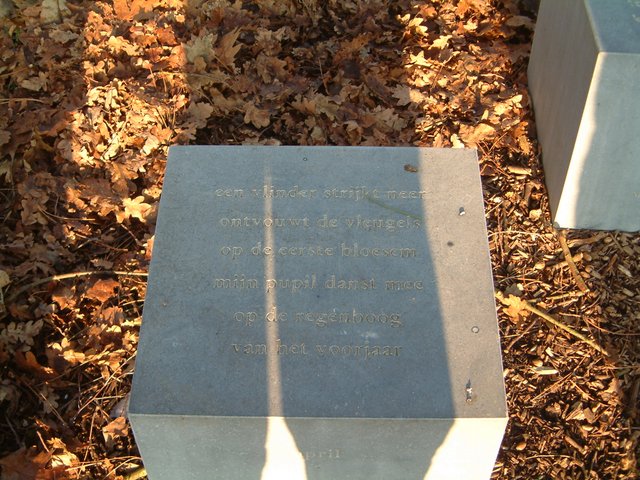 een vlinder strijkt neer
ontvouwt de vleugels
op de eerste bloesem
mijn pupil danst mee
op de regenboog
van het voorjaar
april